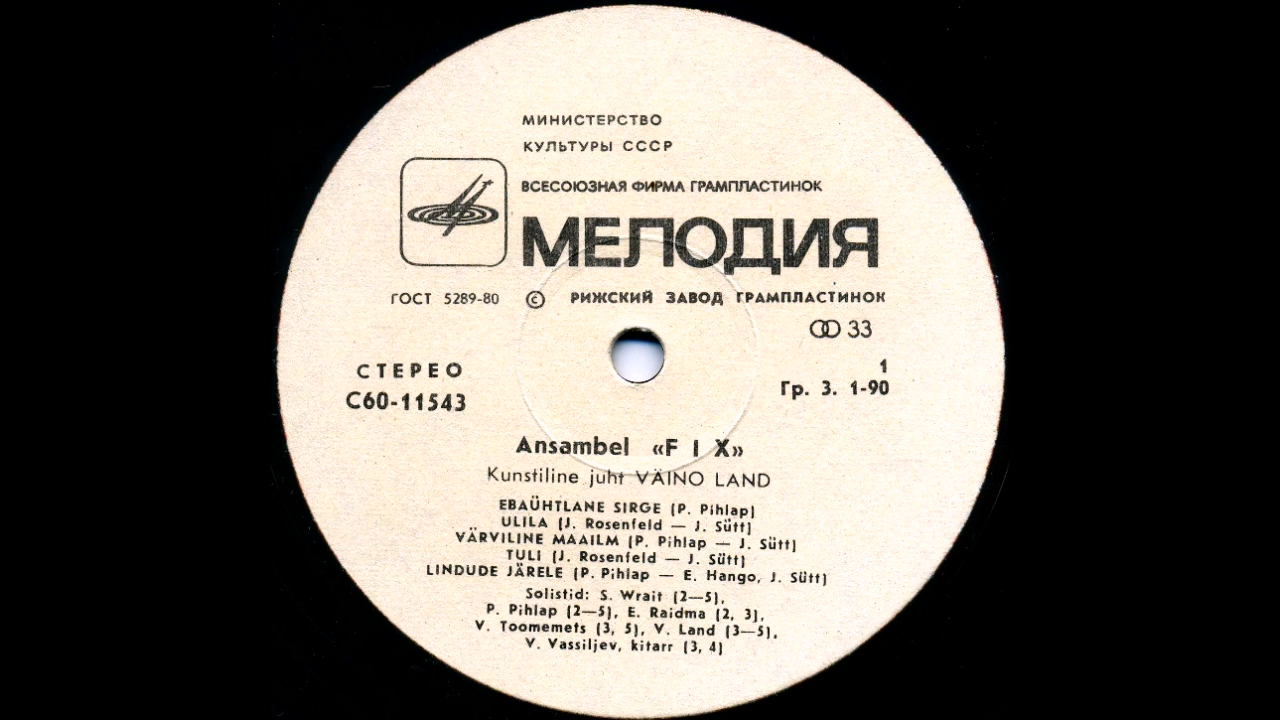 МИНИСТЕРСТВО
КУЛЬТУРЫ СССР
ВСЕСОЮЗНАЯ ФИРМА ГРАМПЛАСТИНОК
МЕЛОДИЯ
ГОСТ 5289-80 © РИЖСКИЙ ЗАВОД ГРАМПЛАСТИНОК
33
СТЕРЕО 1
С60-11543 Гр. 3. 1-90
Ansambel «F I X»
Kunstiline juht VÄINO LAND
EBAÜHTLANE SIRGE (P. Pihlap)
ULILA (J. Rosenfeld — J. Sütt)
VÄRVILINE MAAILM (P. Pihlap — J. Sütt)
TULI (J. Rosenfeld — J. Sütt)
LINDUDE JÄRELE (P. Pihlap — E. Hango, J. Sütt)
Solistid: S. Wrait (2—5),
P. Pihlap (2—5), E. Raidma (2, 3),
V. Toomemets (3, 5), V. Land (3—5),
V. Vassiljev, kitarr (3, 4)